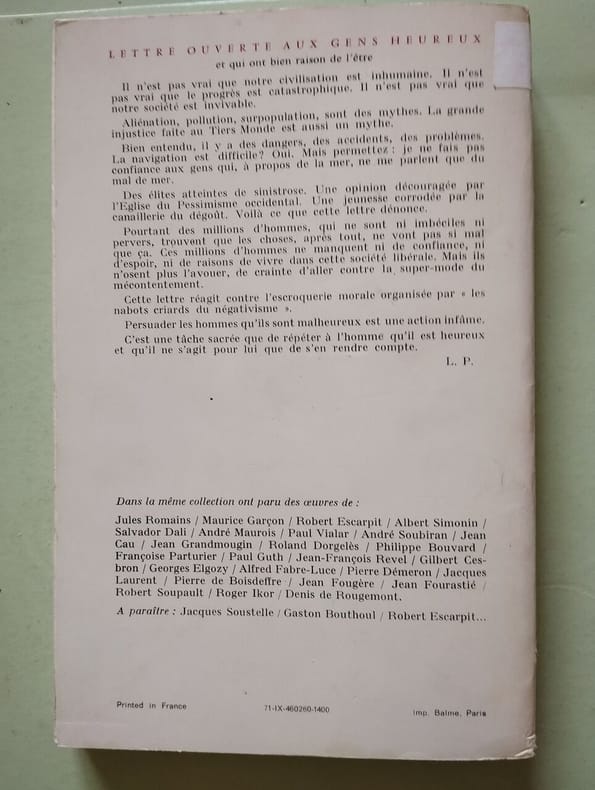 LETTRE OUVERTE AUX GENS HEUREUX
et qui ont bien raison de l'être
Il n'est pas vrai que notre civilisation est inhumaine. Il n'est
pas vrai que le progrès est catastrophique. Il n'est pas vrai que
notre société est invivable.
Aliénation, pollution, surpopulation, sont des mythes. La grande
injustice faite au Tiers Monde est aussi un mythe.
Bien entendu, il y a des dangers, des accidents, des problèmes.
La navigation est difficile? Oui. Mais permettez : je ne fais pas
confiance aux gens qui, à propos de la mer, ne me parlent que du
mal de mer.
Des élites atteintes de sinistrose. Une opinion découragée par
l'Eglise du Pessimisme occidental. Une jeunesse corrodée par la
canaillerie du dégoût. Voilà ce que cette lettre dénonce.
Pourtant des millions d'hommes, qui ne sont ni imbéciles ni
pervers, trouvent que les choses, après tout, ne vont pas si mal
que ça. Ces millions d'hommes ne manquent ni de confiance, ni
d'espoir, ni de raisons de vivre dans cette société libérale. Mais ils
n'osent plus l'avouer, de crainte d'aller contre la super-mode du
mécontentement.
Cette lettre réagit contre l'escroquerie morale organisée par « les
nabots criards du négativisme ».
Persuader les hommes qu'ils sont malheureux est une action infâme.
C'est une tâche sacrée que de répéter à l'homme qu'il est heureux
et qu'il ne s'agit pour lui que de s'en rendre compte.
L. P.
Dans la même collection ont paru des œuvres de :
Jules Romains / Maurice Garçon / Robert Escarpit / Albert Simonin /
Salvador Dali / André Maurois / Paul Vialar / André Soubiran / Jean
Cau / Jean Grandmougin / Roland Dorgelès / Philippe Bouvard /
Françoise Parturier / Paul Guth / Jean-François Revel / Gilbert Ces-
bron / Georges Elgozy / Alfred Fabre-Luce / Pierre Démeron / Jacques
Laurent / Pierre de Boisdeffre / Jean Fougère / Jean Fourastié /
Robert Soupault / Roger Ikor / Denis de Rougemont.
A paraître : Jacques Soustelle / Gaston Bouthoul / Robert Escarpit...
Printed in France
71-IX-460260-1400
Imp. Balme, Paris